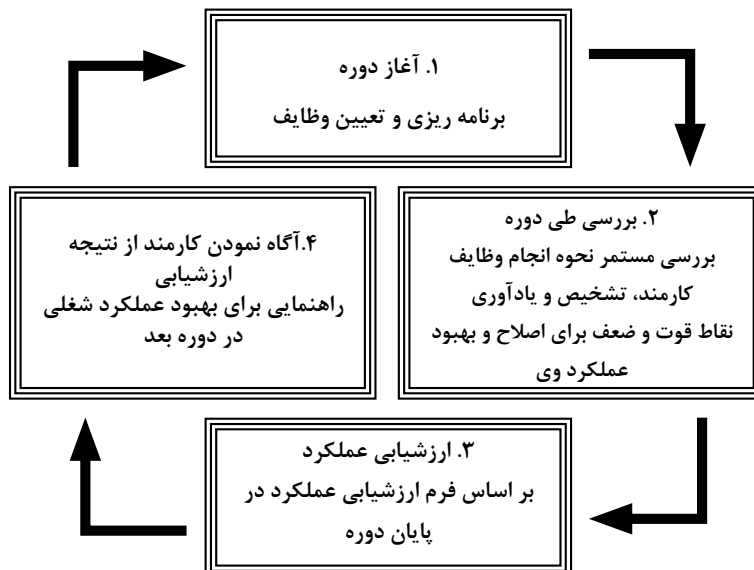 ۱. آغاز دوره
برنامه ریزی و تعیین وظایف
۲. بررسی طی دوره
بررسی مستمر نحوه انجام وظایف
کارمند، تشخیص و یادآوری
نقاط قوت و ضعف برای اصلاح و بهبود
عملکرد وی
۳. ارزشیابی عملکرد
بر اساس فرم ارزشیابی عملکرد در
پایان دوره
۴.آگاه نمودن کارمند از نتیجه
ارزشیابی
راهنمایی برای بهبود عملکرد شغلی
در دوره بعد